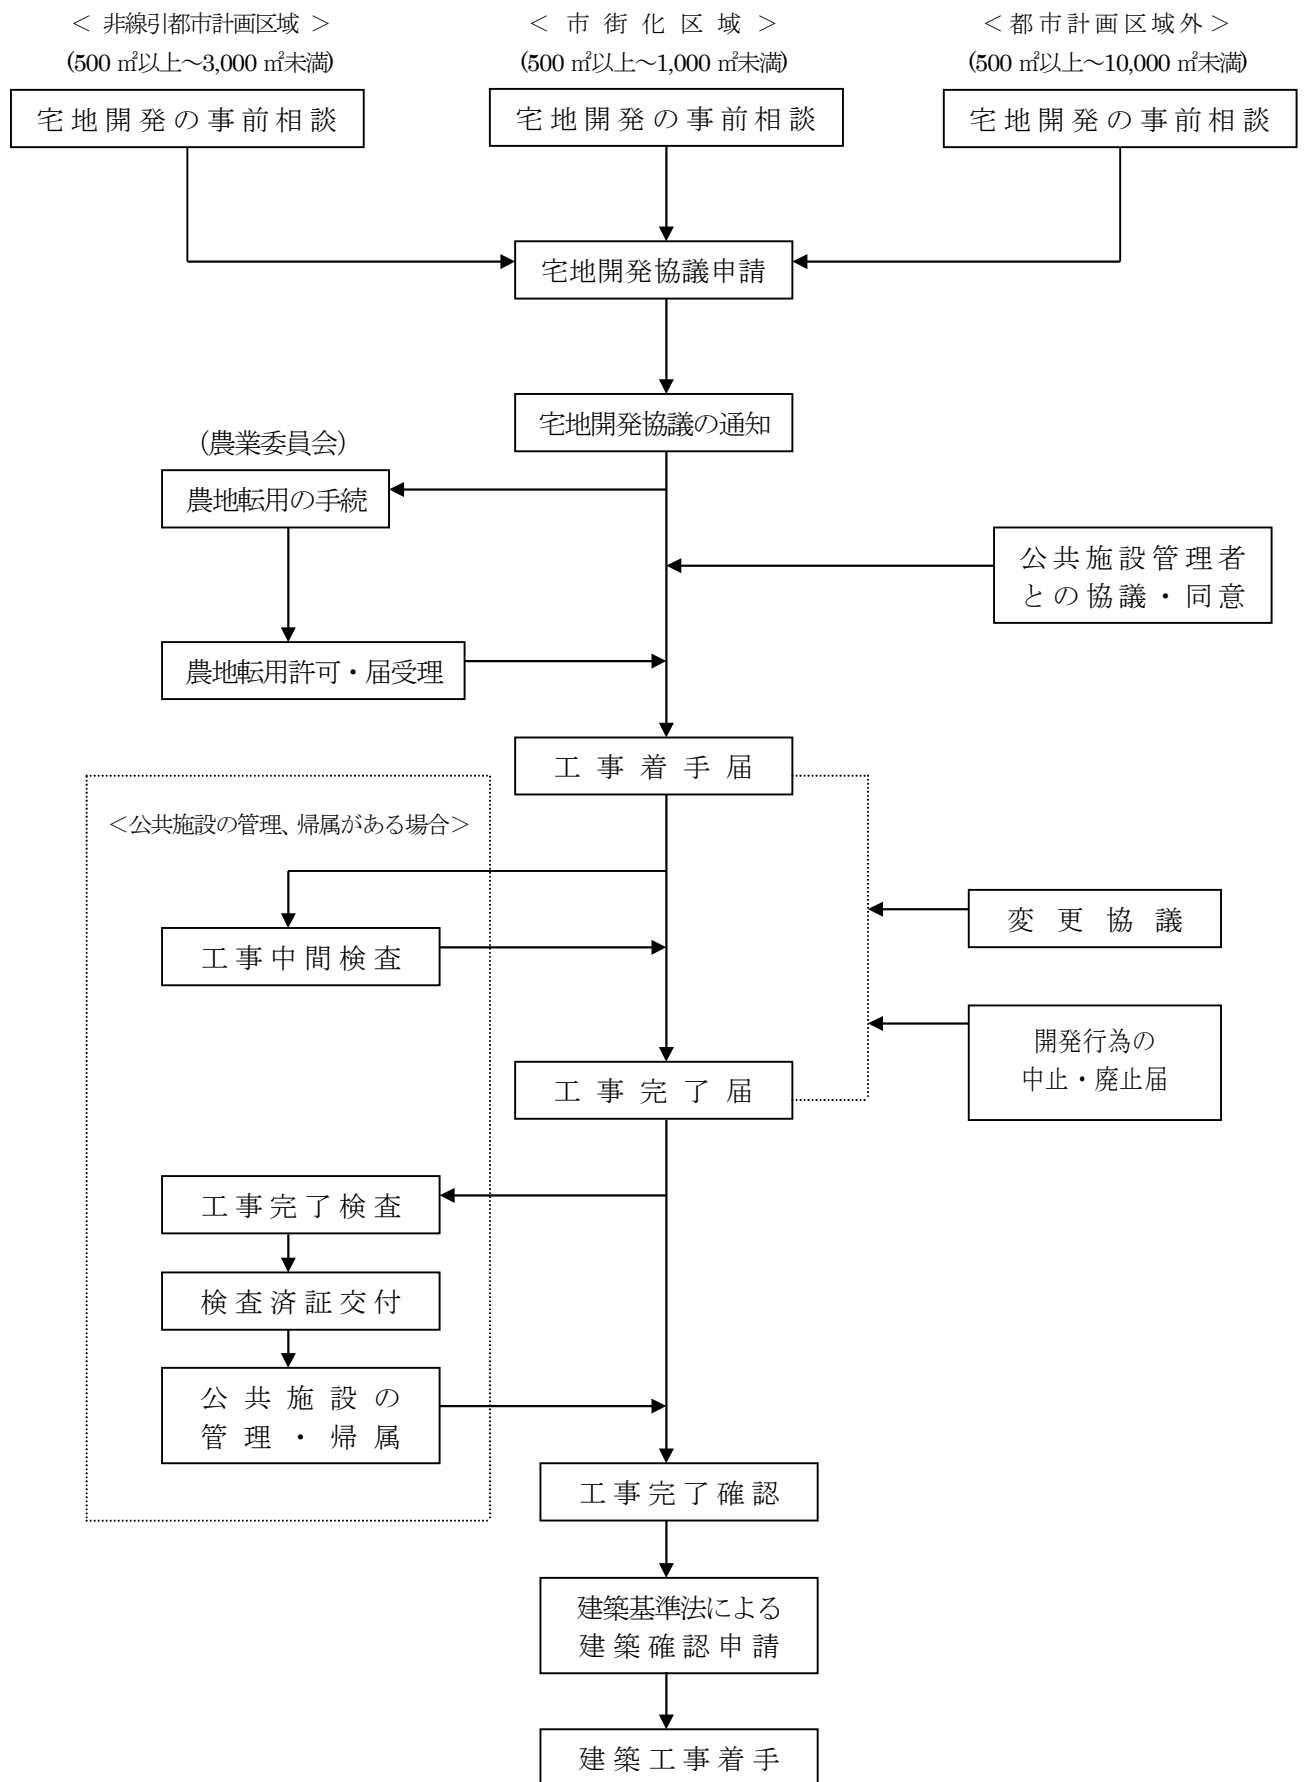 ＜ 非線引都市計画区域 ＞
(500 ㎡以上～3,000 ㎡未満)
宅地開発の事前相談
＜ 市街化区域 ＞
(500 ㎡以上～1,000 ㎡未満)
宅地開発の事前相談
＜都市計画区域外＞
(500 ㎡以上～10,000 ㎡未満)
宅地開発の事前相談
宅地開発協議申請
宅地開発協議の通知
（農業委員会）
農地転用の手続
公共施設管理者
との協議・同意
農地転用許可・届受理
工事着手届
＜公共施設の管理、帰属がある場合＞
工事中間検査
変更協議
開発行為の
中止・廃止届
工事完了届
工事完了検査
検査済証交付
公共施設の
管理・帰属
工事完了確認
建築基準法による
建築確認申請
建築工事着手